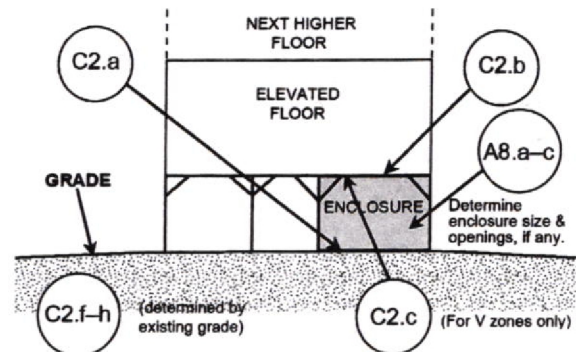 NEXT HIGHER
FLOOR
C2.a
C2.b
ELEVATED
FLOOR
A8.a–c
GRADE
ENCLOSURE
Determine
enclosure size &
openings, if any.
C2.f–h
(determined by
existing grade)
C2.c
(For V zones only)